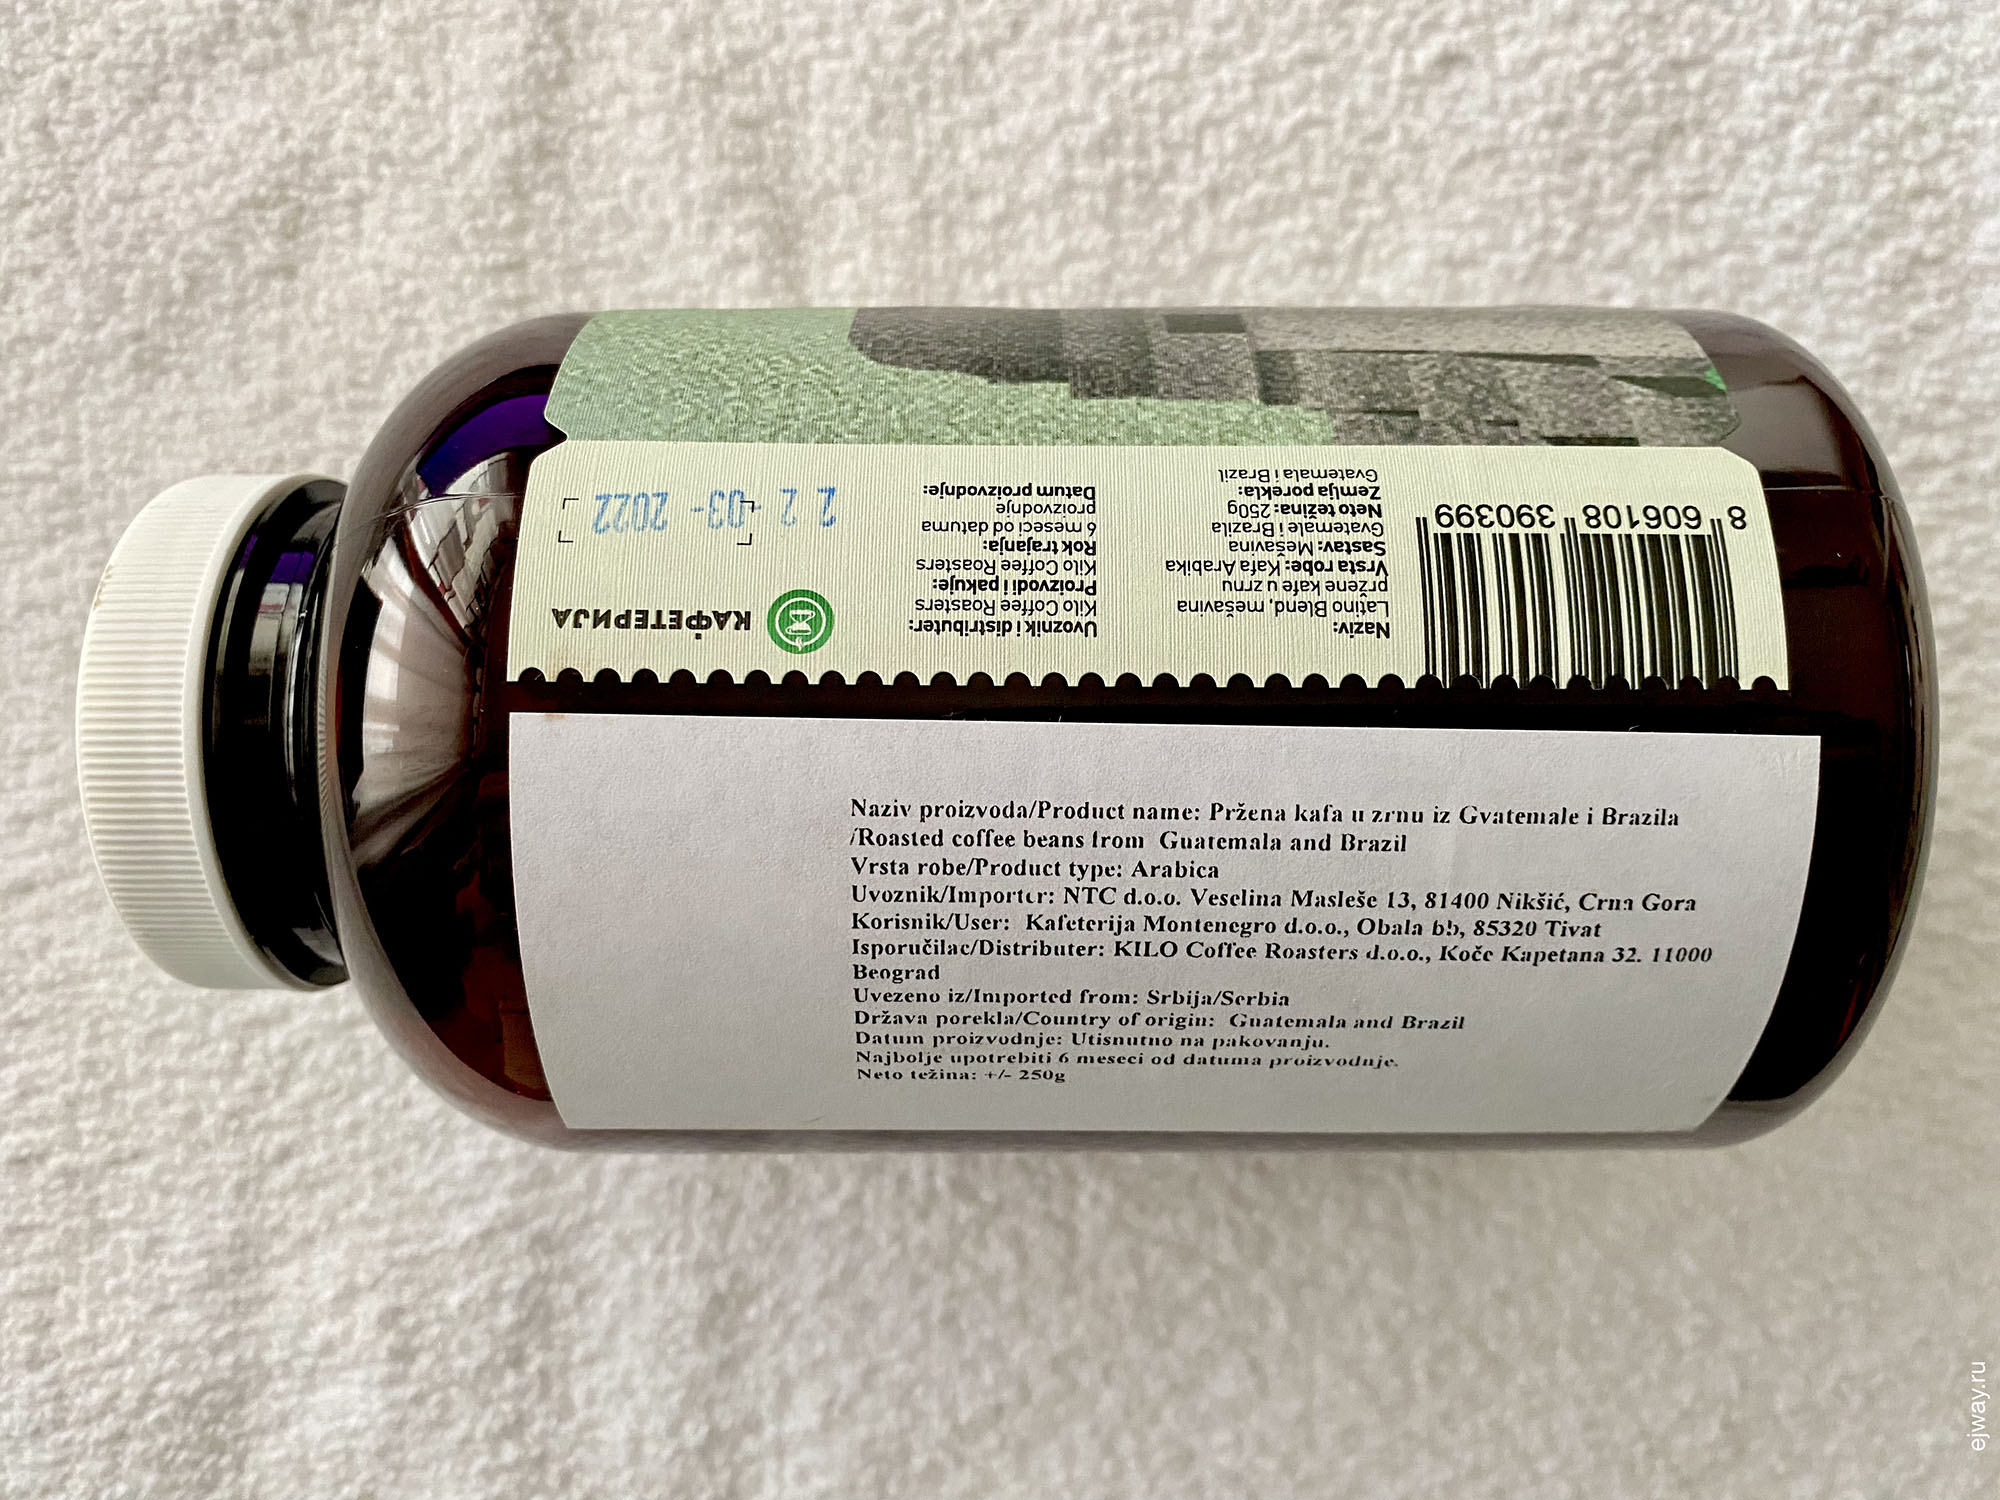 Naziv:
Latino Blend, mešavina
pržene kafe u zrnu
Vrsta robe: Kafa Arabika
Sastav: Mešavina
Gvatemale i Brazila
Neto težina: 250g
Zemlja porekla:
Gvatemala i Brazil
8 606108 390399
Uvoznik i distributer:
Kilo Coffee Roasters
Proizvodi i pakuje:
Kilo Coffee Roasters
Rok trajanja:
6 meseci od datuma
proizvodnje
Datum proizvodnje:
КАФЕТЕРИЈА
22-03-2022
Naziv proizvoda/Product name: Pržena kafa u zrnu iz Gvatemale i Brazila
/Roasted coffee beans from Guatemala and Brazil
Vrsta robe/Product type: Arabica
Uvoznik/Importer: NTC d.o.o. Veselina Masleše 13, 81400 Nikšić, Crna Gora
Korisnik/User: Kafeterija Montenegro d.o.o., Obala bb, 85320 Tivat
Isporučilac/Distributer: KILO Coffee Roasters d.o.o., Koče Kapetana 32. 11000
Beograd
Uvezeno iz/Imported from: Srbija/Serbia
Država porekla/Country of origin: Guatemala and Brazil
Datum proizvodnje: Utisnutno na pakovanju.
Najbolje upotrebiti 6 meseci od datuma proizvodnje.
Neto težina: +/- 250g
ejway.ru